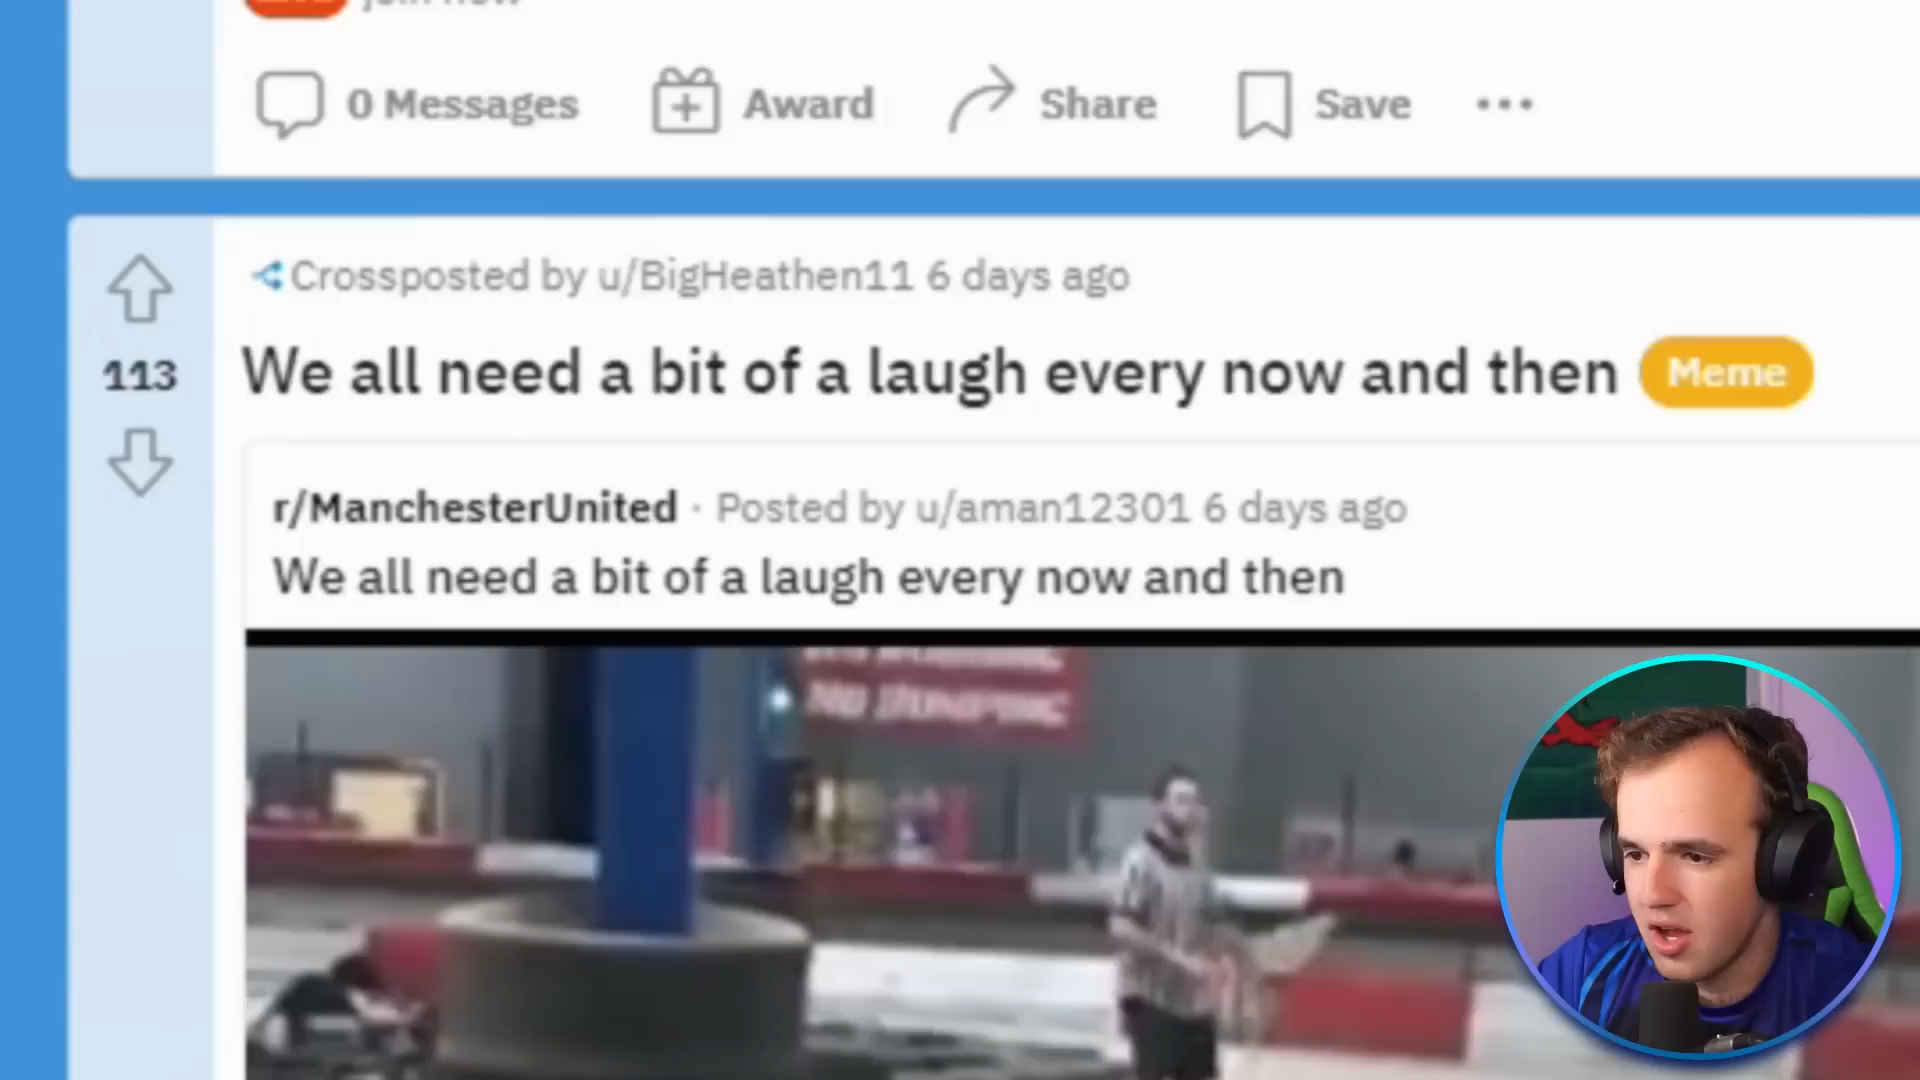 0 Messages Award Share Save
Crossposted by u/BigHeathen11 6 days ago
113
We all need a bit of a laugh every now and then Meme
r/ManchesterUnited · Posted by u/aman12301 6 days ago
We all need a bit of a laugh every now and then